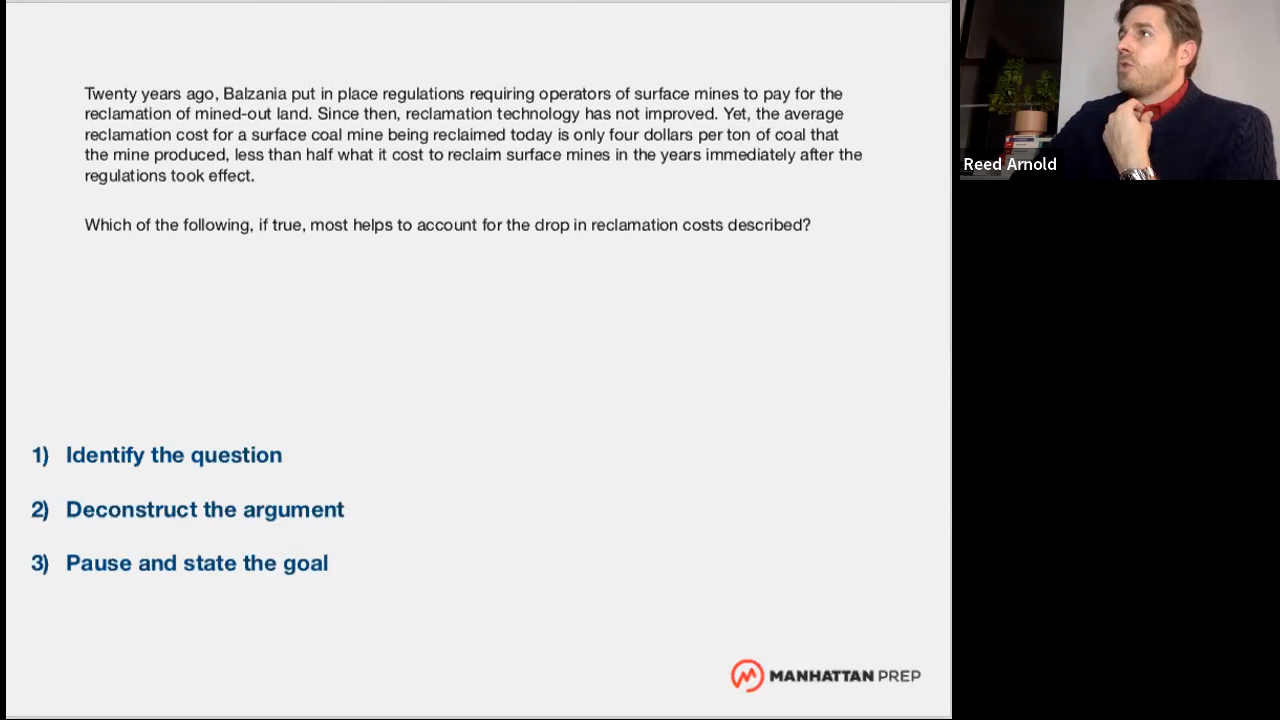 Twenty years ago, Balzania put in place regulations requiring operators of surface mines to pay for the
reclamation of mined-out land. Since then, reclamation technology has not improved. Yet, the average
reclamation cost for a surface coal mine being reclaimed today is only four dollars per ton of coal that
the mine produced, less than half what it cost to reclaim surface mines in the years immediately after the
regulations took effect.
Which of the following, if true, most helps to account for the drop in reclamation costs described?
1) Identify the question
2) Deconstruct the argument
3) Pause and state the goal
MANHATTAN PREP
Reed Arnold